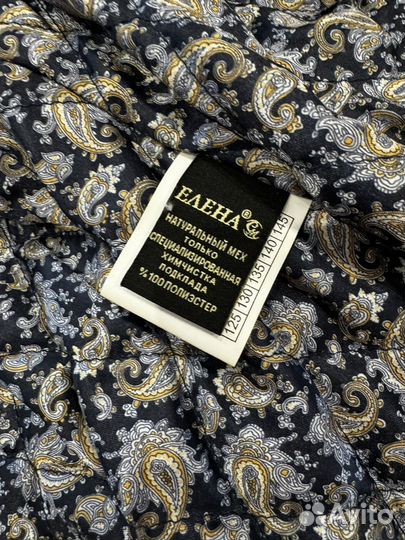 ЕЛЕНА®
НАТУРАЛЬНЫЙ МЕХ
ТОЛЬКО
СПЕЦИАЛИЗИРОВАННАЯ
ХИМЧИСТКА
ПОДКЛАДА
% 100 ПОЛИЭСТЕР
125 130 135 140 145
Avito